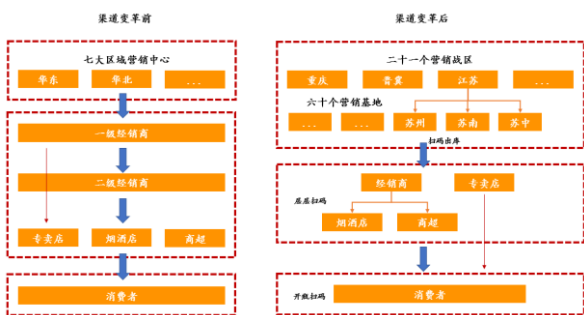 渠道变革前
七大区域营销中心
华东
华北
...
一级经销商
二级经销商
专卖店
烟酒店
商超
消费者
渠道变革后
二十一个营销战区
重庆
晋冀
江苏
...
六十个营销基地
...
...
苏州
苏南
苏中
扫码出库
经销商
专卖店
层层扫码
烟酒店
商超
开瓶扫码
消费者